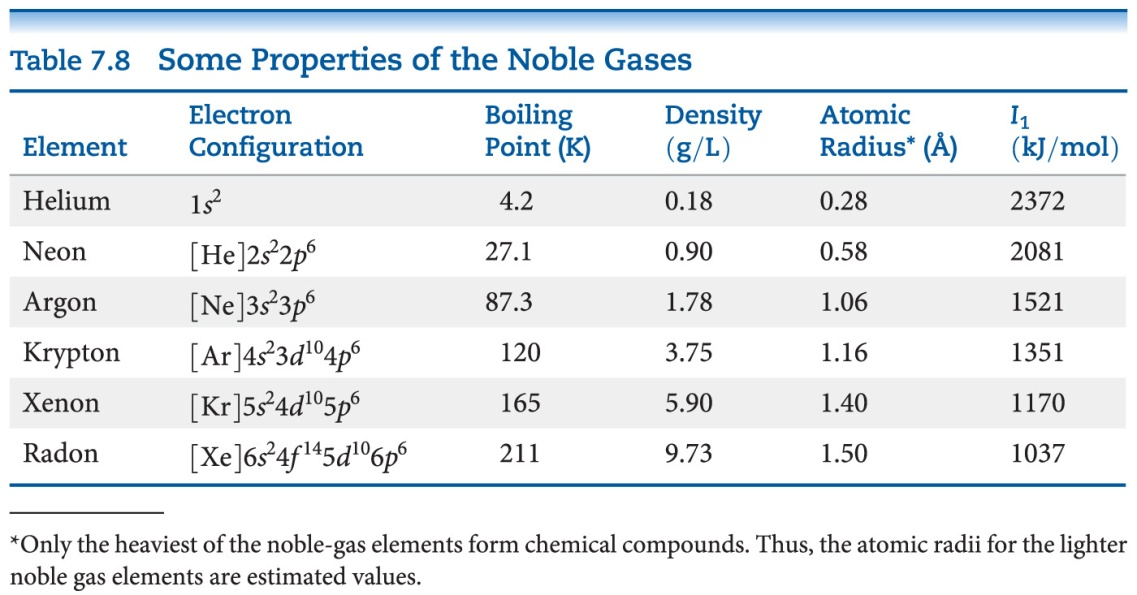 Table 7.8 Some Properties of the Noble Gases
Element Electron Configuration Boiling Point (K) Density (g/L) Atomic Radius* (Å) I₁ (kJ/mol)
Helium 1s² 4.2 0.18 0.28 2372
Neon [He]2s²2p⁶ 27.1 0.90 0.58 2081
Argon [Ne]3s²3p⁶ 87.3 1.78 1.06 1521
Krypton [Ar]4s²3d¹⁰4p⁶ 120 3.75 1.16 1351
Xenon [Kr]5s²4d¹⁰5p⁶ 165 5.90 1.40 1170
Radon [Xe]6s²4f¹⁴5d¹⁰6p⁶ 211 9.73 1.50 1037
*Only the heaviest of the noble-gas elements form chemical compounds. Thus, the atomic radii for the lighter
noble gas elements are estimated values.